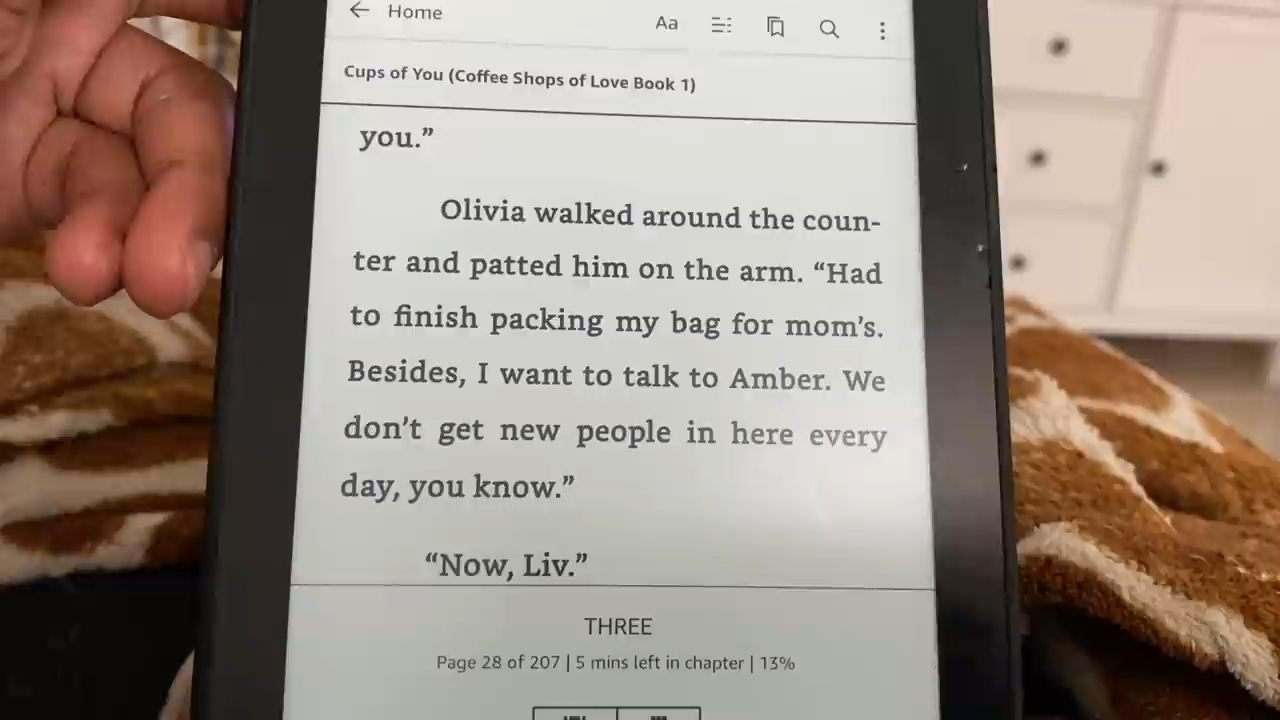 Home
Aa
Cups of You (Coffee Shops of Love Book 1)
you.”
Olivia walked around the coun-
ter and patted him on the arm. “Had
to finish packing my bag for mom’s.
Besides, I want to talk to Amber. We
don’t get new people in here every
day, you know.”
“Now, Liv.”
THREE
Page 28 of 207 | 5 mins left in chapter | 13%